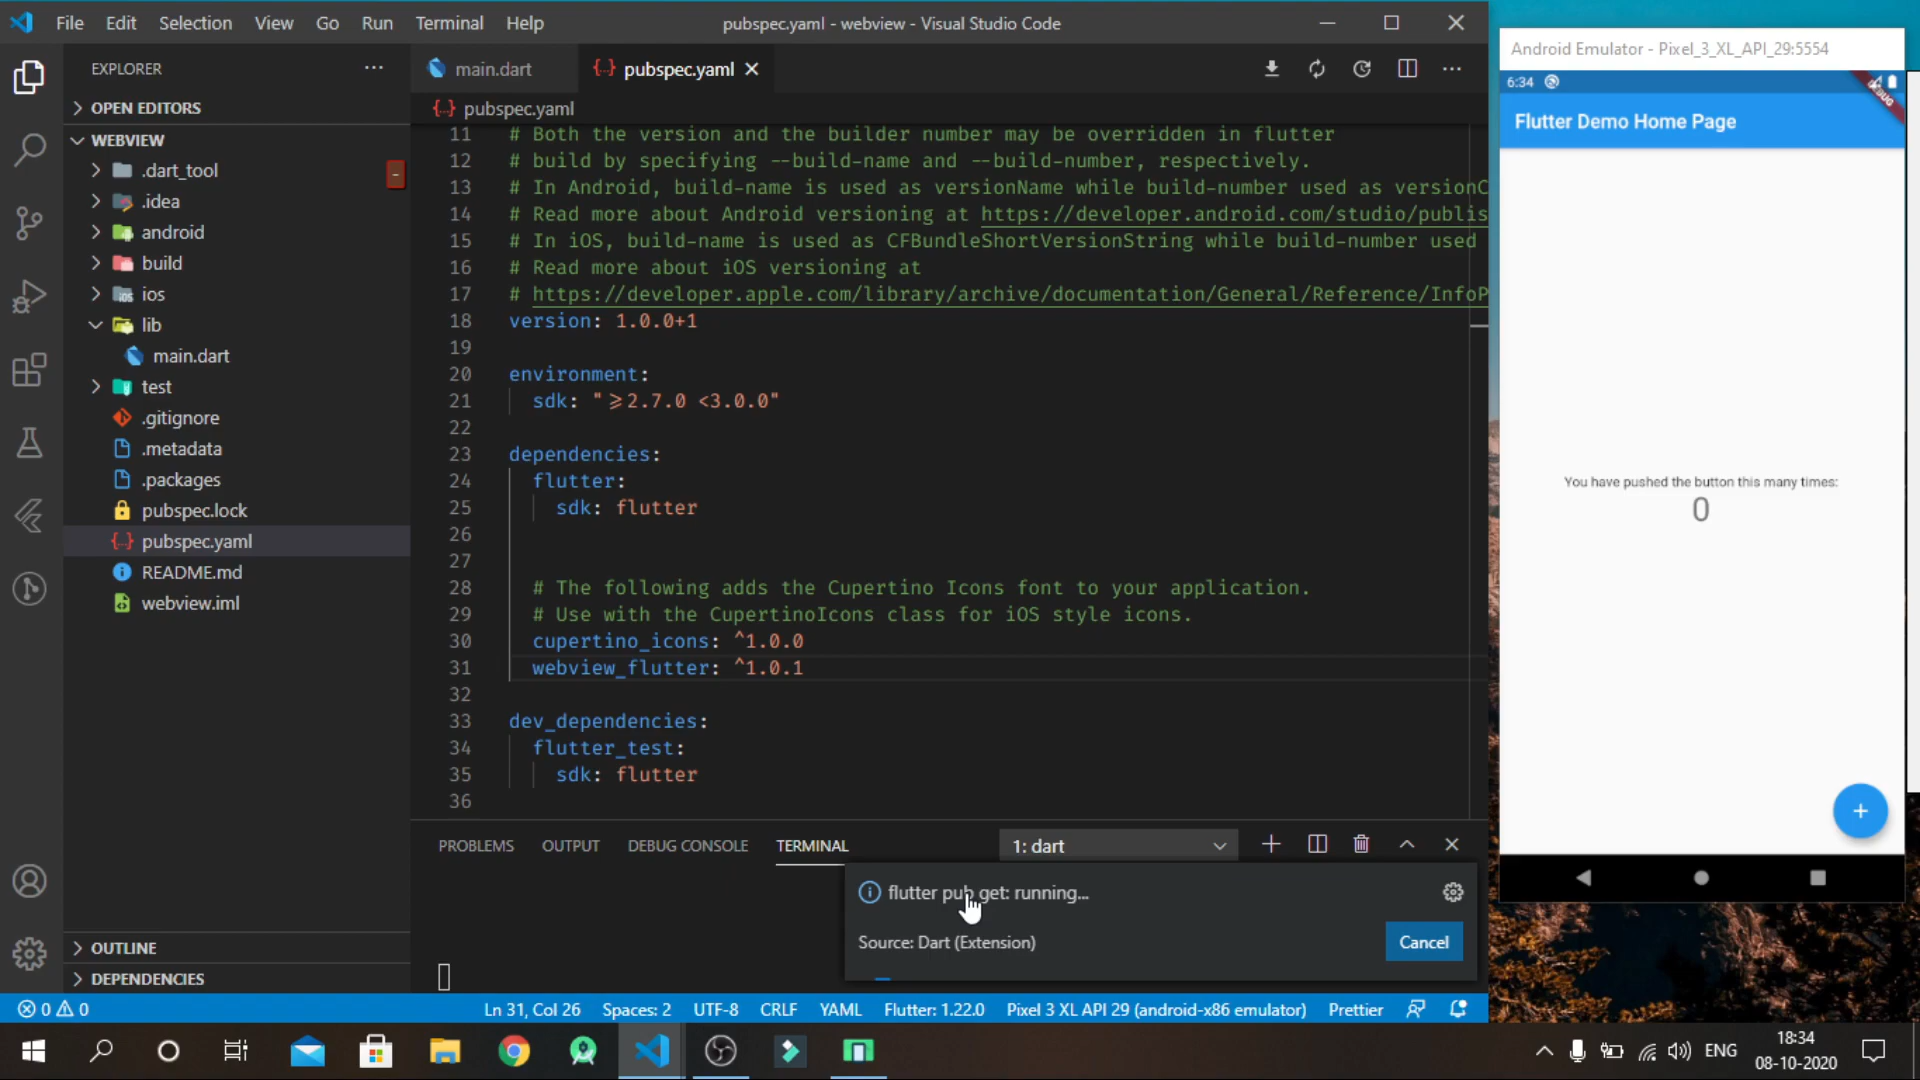 File Edit Selection View Go Run Terminal Help
pubspec.yaml - webview - Visual Studio Code
EXPLORER
OPEN EDITORS
WEBVIEW
.dart_tool
.idea
android
build
ios
lib
main.dart
test
.gitignore
.metadata
.packages
pubspec.lock
pubspec.yaml
README.md
webview.iml
OUTLINE
DEPENDENCIES
main.dart
pubspec.yaml
pubspec.yaml
11 # Both the version and the builder number may be overridden in flutter
12 # build by specifying --build-name and --build-number, respectively.
13 # In Android, build-name is used as versionName while build-number used as versionC
14 # Read more about Android versioning at https://developer.android.com/studio/publis
15 # In iOS, build-name is used as CFBundleShortVersionString while build-number used
16 # Read more about iOS versioning at
17 # https://developer.apple.com/library/archive/documentation/General/Reference/InfoP
18 version: 1.0.0+1
19
20 environment:
21 sdk: ">=2.7.0 <3.0.0"
22
23 dependencies:
24 flutter:
25 sdk: flutter
26
27
28 # The following adds the Cupertino Icons font to your application.
29 # Use with the CupertinoIcons class for iOS style icons.
30 cupertino_icons: ^1.0.0
31 webview_flutter: ^1.0.1
32
33 dev_dependencies:
34 flutter_test:
35 sdk: flutter
36
PROBLEMS OUTPUT DEBUG CONSOLE TERMINAL
1: dart
flutter pub get: running...
Source: Dart (Extension)
Cancel
0 0
Ln 31, Col 26 Spaces: 2 UTF-8 CRLF YAML Flutter: 1.22.0 Pixel 3 XL API 29 (android-x86 emulator) Prettier
Android Emulator - Pixel_3_XL_API_29:5554
6:34
DEBUG
Flutter Demo Home Page
You have pushed the button this many times:
0
+
ENG
18:34
08-10-2020